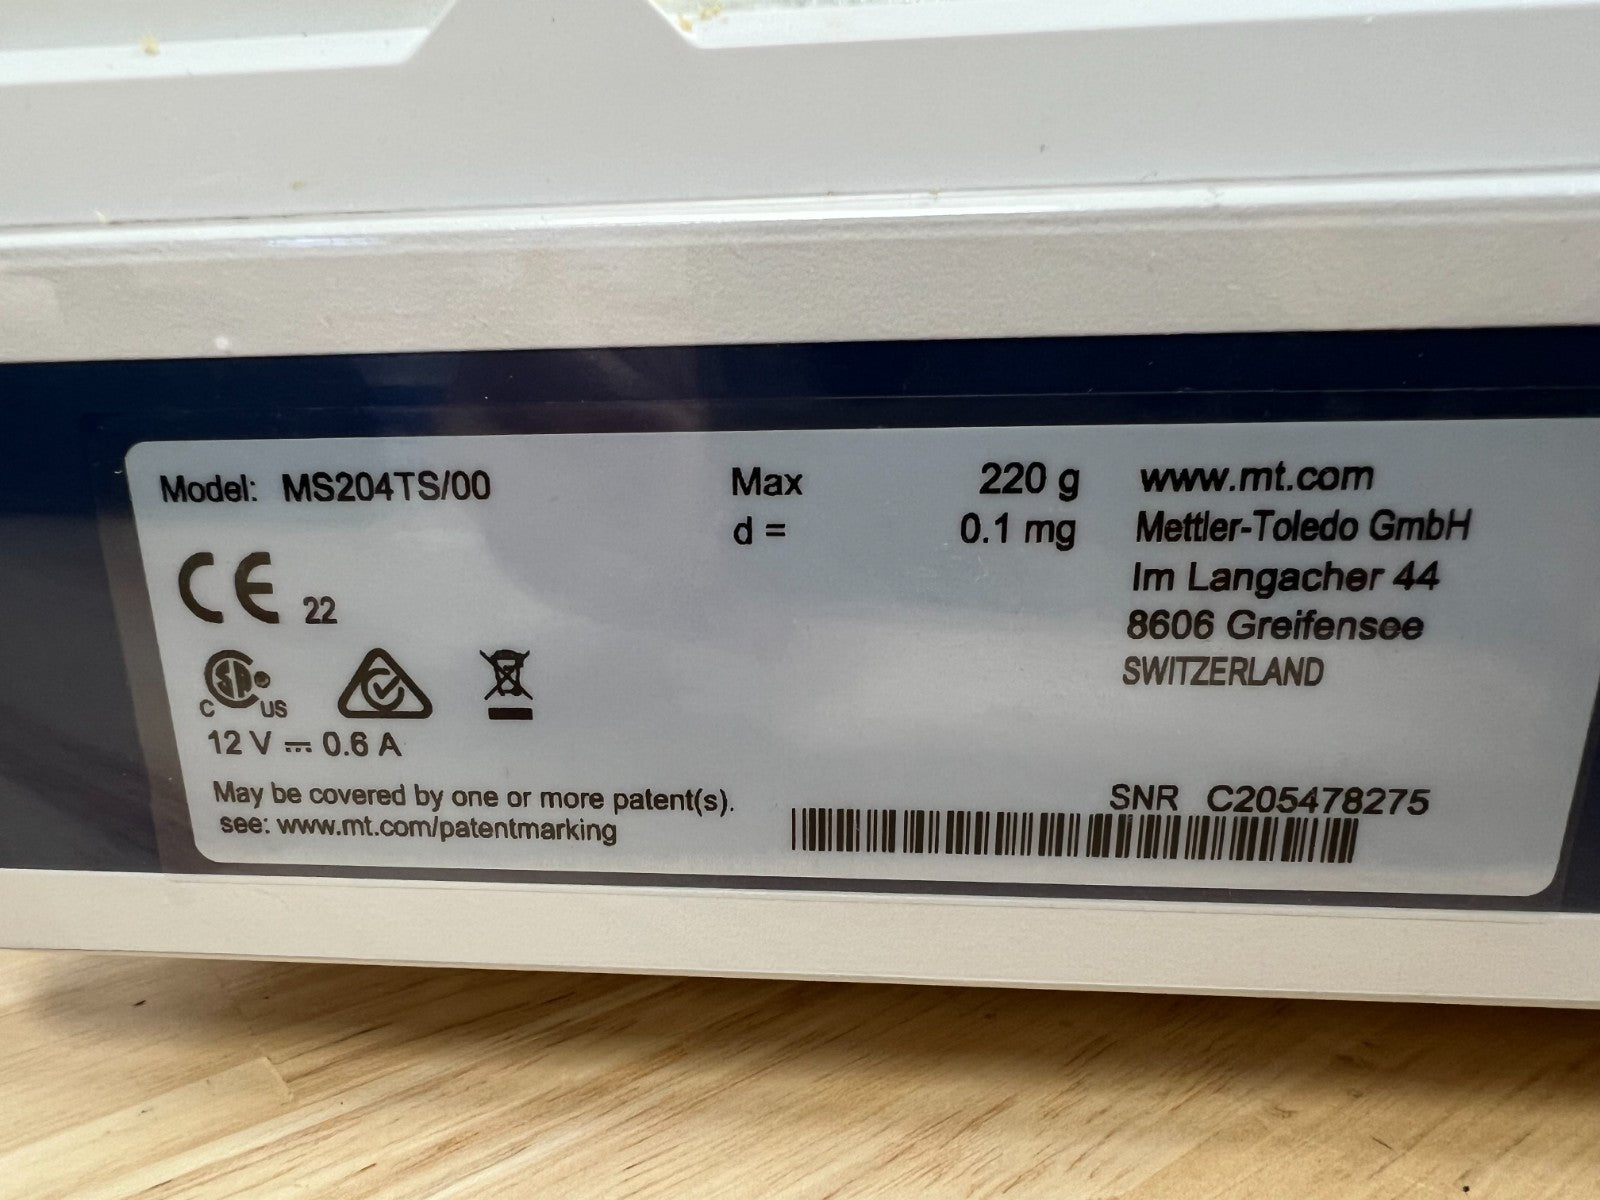 Model: MS204TS/00
Max 220 g
d = 0.1 mg
www.mt.com
Mettler-Toledo GmbH
Im Langacher 44
8606 Greifensee
SWITZERLAND
CE 22
C SA US
12 V ⎓ 0.6 A
May be covered by one or more patent(s).
see: www.mt.com/patentmarking
SNR C205478275